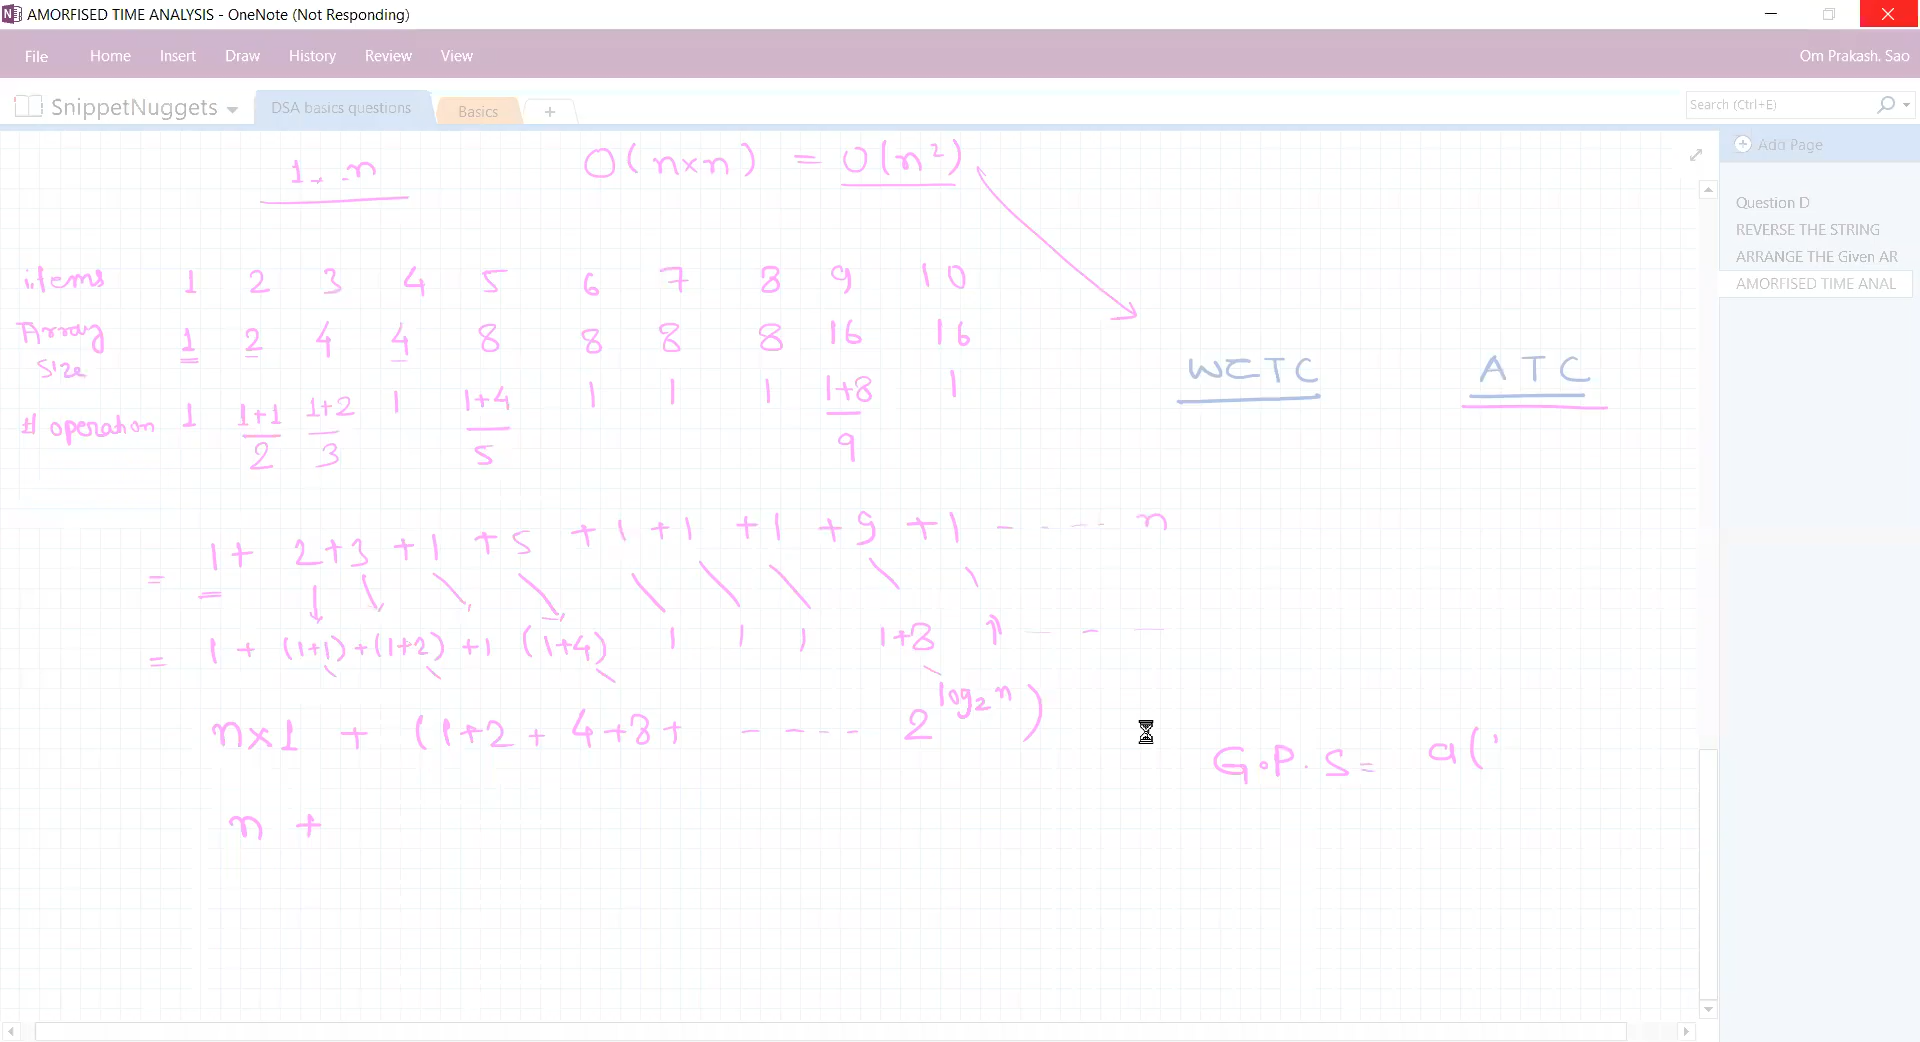 AMORFISED TIME ANALYSIS - OneNote (Not Responding)
File Home Insert Draw History Review View Om Prakash. Sao
SnippetNuggets DSA basics questions Basics + Search (Ctrl+E)
Add Page
Question D
REVERSE THE STRING
ARRANGE THE Given AR
AMORFISED TIME ANAL
1. . n O(n×n) = O(n²)
items 1 2 3 4 5 6 7 8 9 10
Array Size 1 2 4 4 8 8 8 8 16 16
# operation 1 1+1 1+2 1 1+4 1 1 1 1+8 1
2 3 5 9
WCTC ATC
= 1 + 2 + 3 + 1 + 5 + 1 + 1 + 1 + 9 + 1 - - - - - n
= 1 + (1+1) + (1+2) + 1 (1+4) 1 1 1 1+8 1 - - -
n×1 + (1+2 + 4+8+ - - - - 2^log₂n)
G.P. S = a(
n +